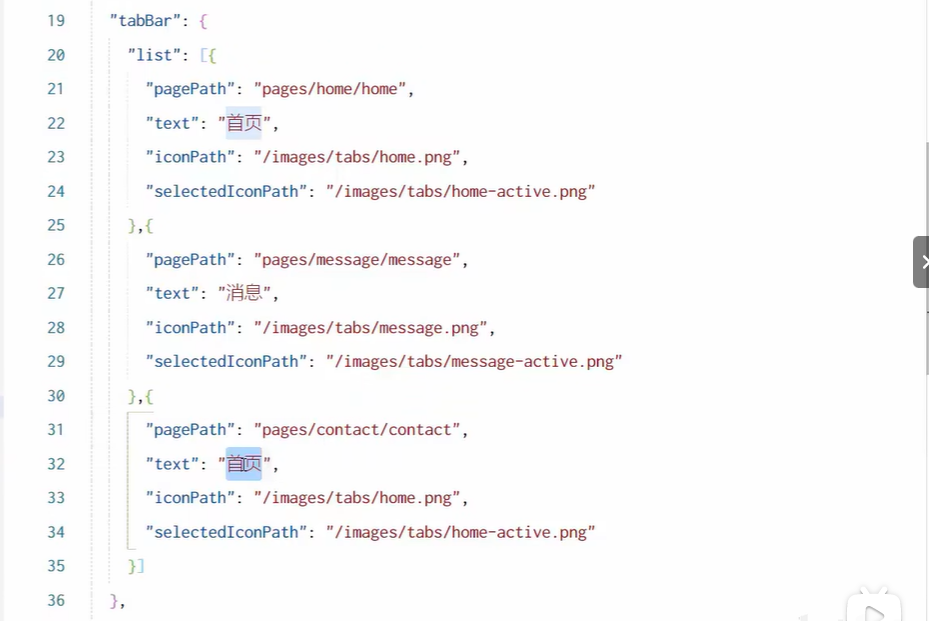 19 "tabBar": {
20 "list": [{
21 "pagePath": "pages/home/home",
22 "text": "首页",
23 "iconPath": "/images/tabs/home.png",
24 "selectedIconPath": "/images/tabs/home-active.png"
25 },{
26 "pagePath": "pages/message/message",
27 "text": "消息",
28 "iconPath": "/images/tabs/message.png",
29 "selectedIconPath": "/images/tabs/message-active.png"
30 },{
31 "pagePath": "pages/contact/contact",
32 "text": "首页",
33 "iconPath": "/images/tabs/home.png",
34 "selectedIconPath": "/images/tabs/home-active.png"
35 }]
36 },